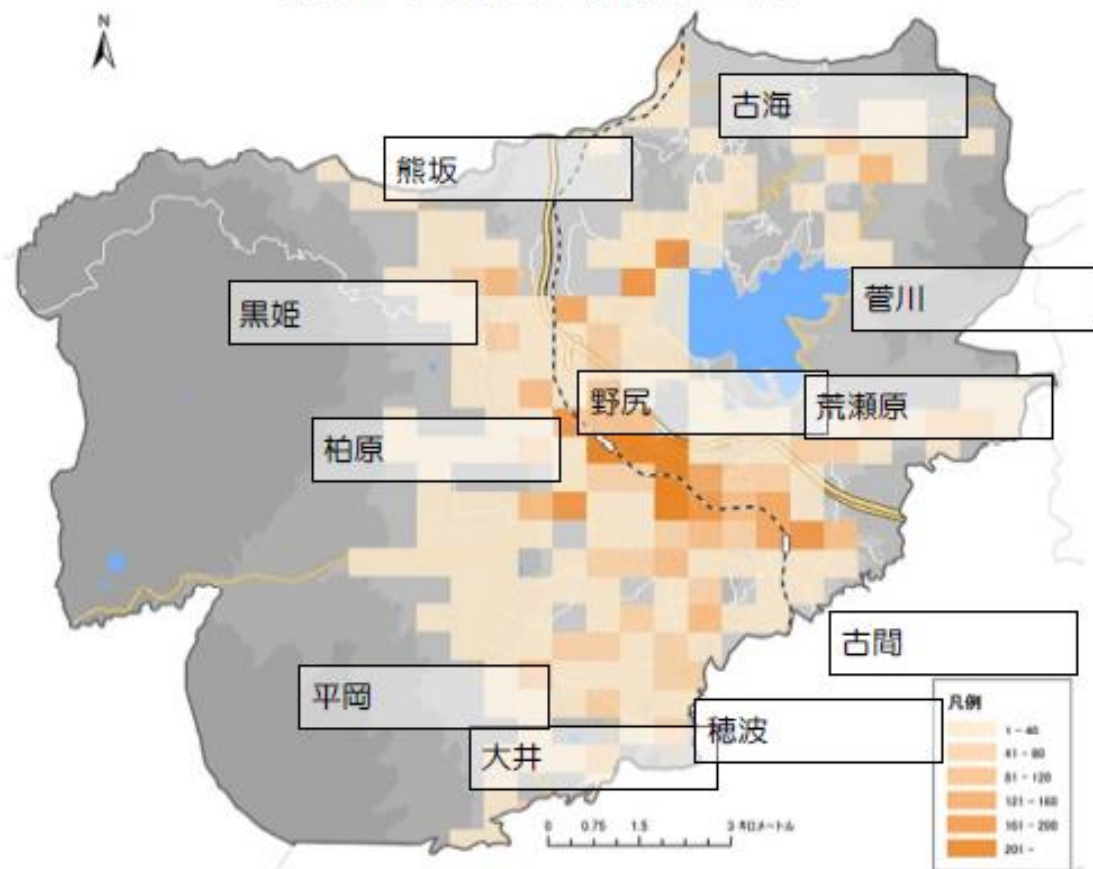 N
古海
熊坂
菅川
黒姫
野尻
荒瀬原
柏原
古間
平岡
穂波
大井
凡例
1 - 40
41 - 80
81 - 120
121 - 160
161 - 200
201 -
0 0.75 1.5 3 キロメートル